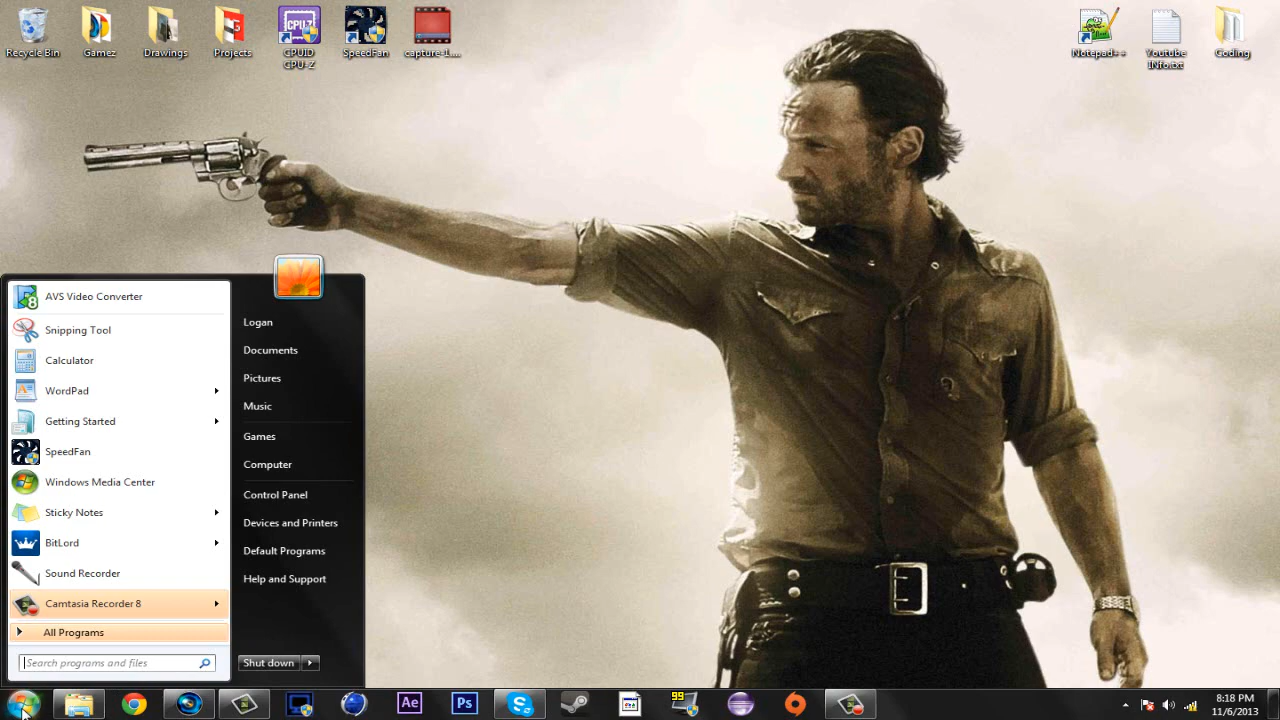 Recycle Bin
Gamez
Drawings
Projects
CPUID
CPU-Z
SpeedFan
capture-1....
Notepad++
Youtube
INfo.txt
Coding
AVS Video Converter
Snipping Tool
Calculator
WordPad
Getting Started
SpeedFan
Windows Media Center
Sticky Notes
BitLord
Sound Recorder
Camtasia Recorder 8
All Programs
Search programs and files
Logan
Documents
Pictures
Music
Games
Computer
Control Panel
Devices and Printers
Default Programs
Help and Support
Shut down
Ae
Ps
99
8:18 PM
11/6/2013